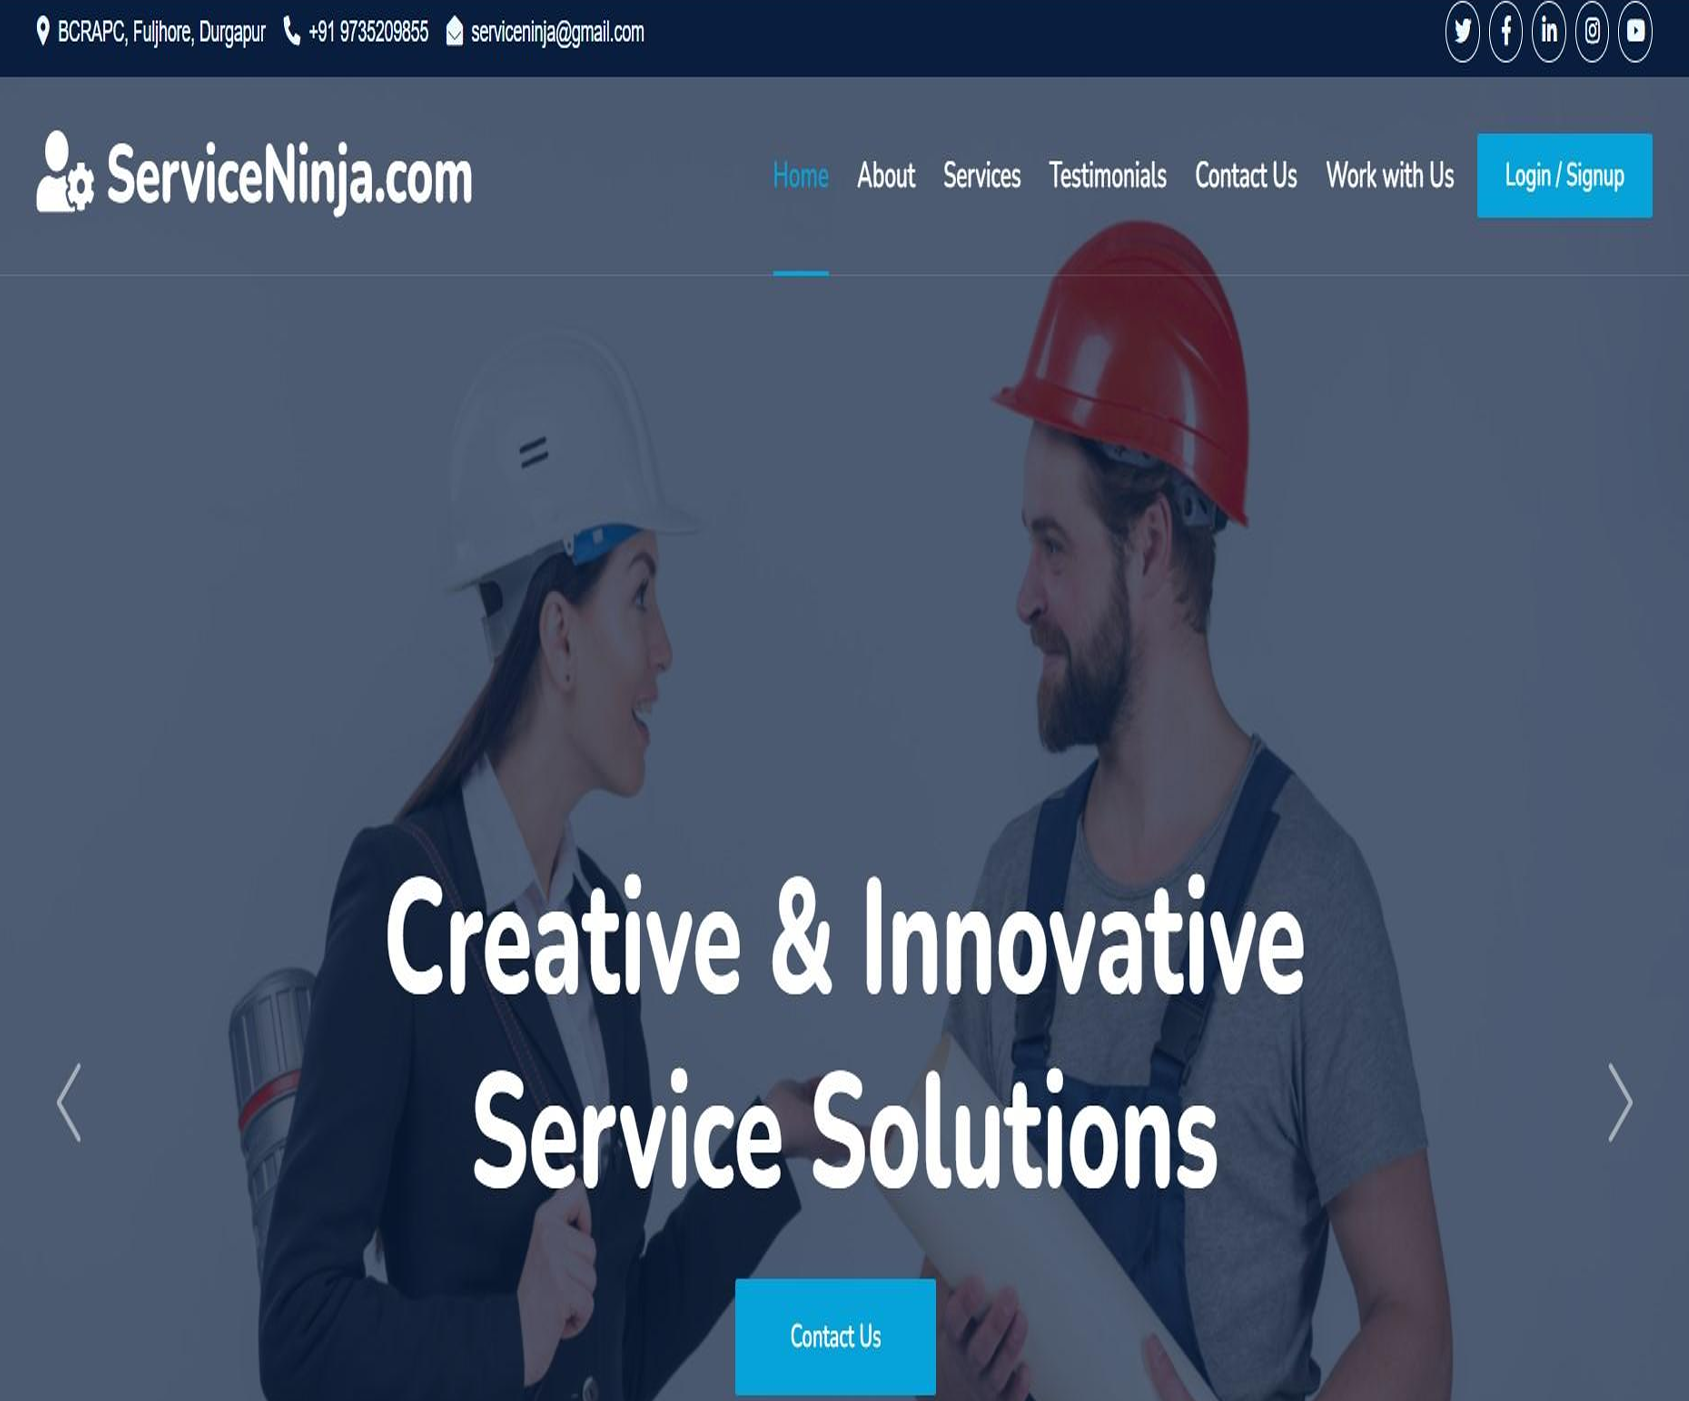 BCRAPC, Fuljhore, Durgapur +91 9735209855 serviceninja@gmail.com
ServiceNinja.com Home About Services Testimonials Contact Us Work with Us Login / Signup
Creative & Innovative
Service Solutions
Contact Us